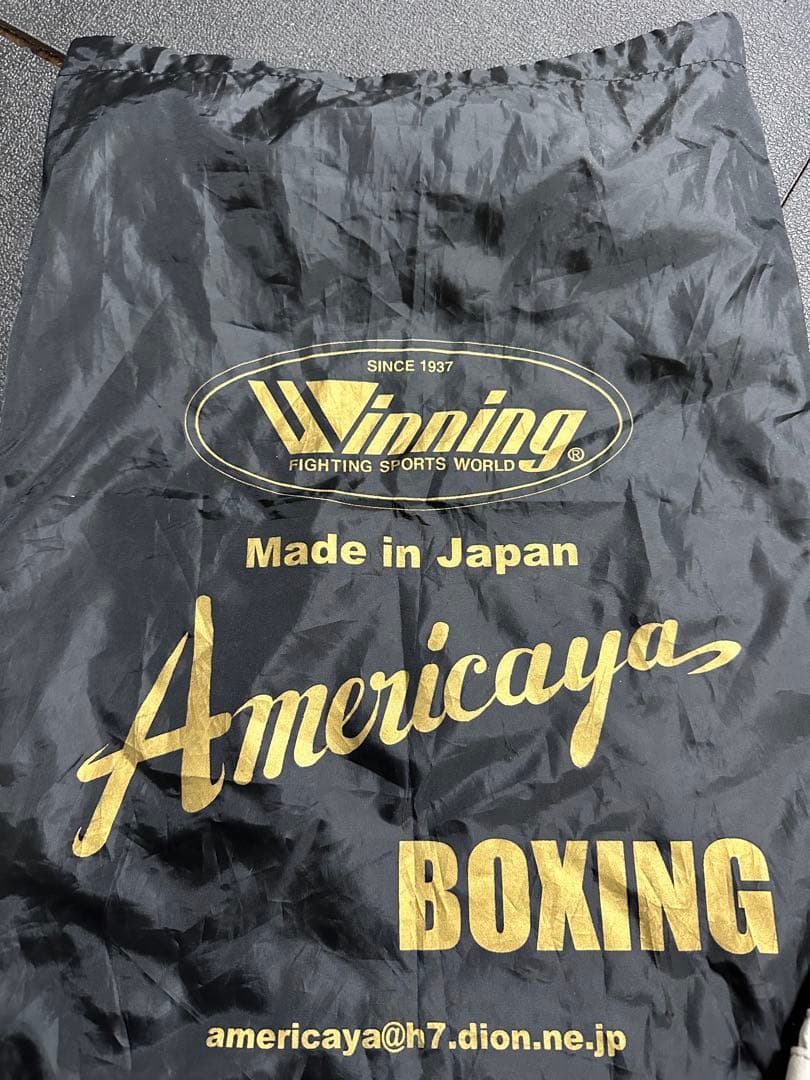 SINCE 1937
Winning®
FIGHTING SPORTS WORLD
Made in Japan
Americaya
BOXING
americaya@h7.dion.ne.jp